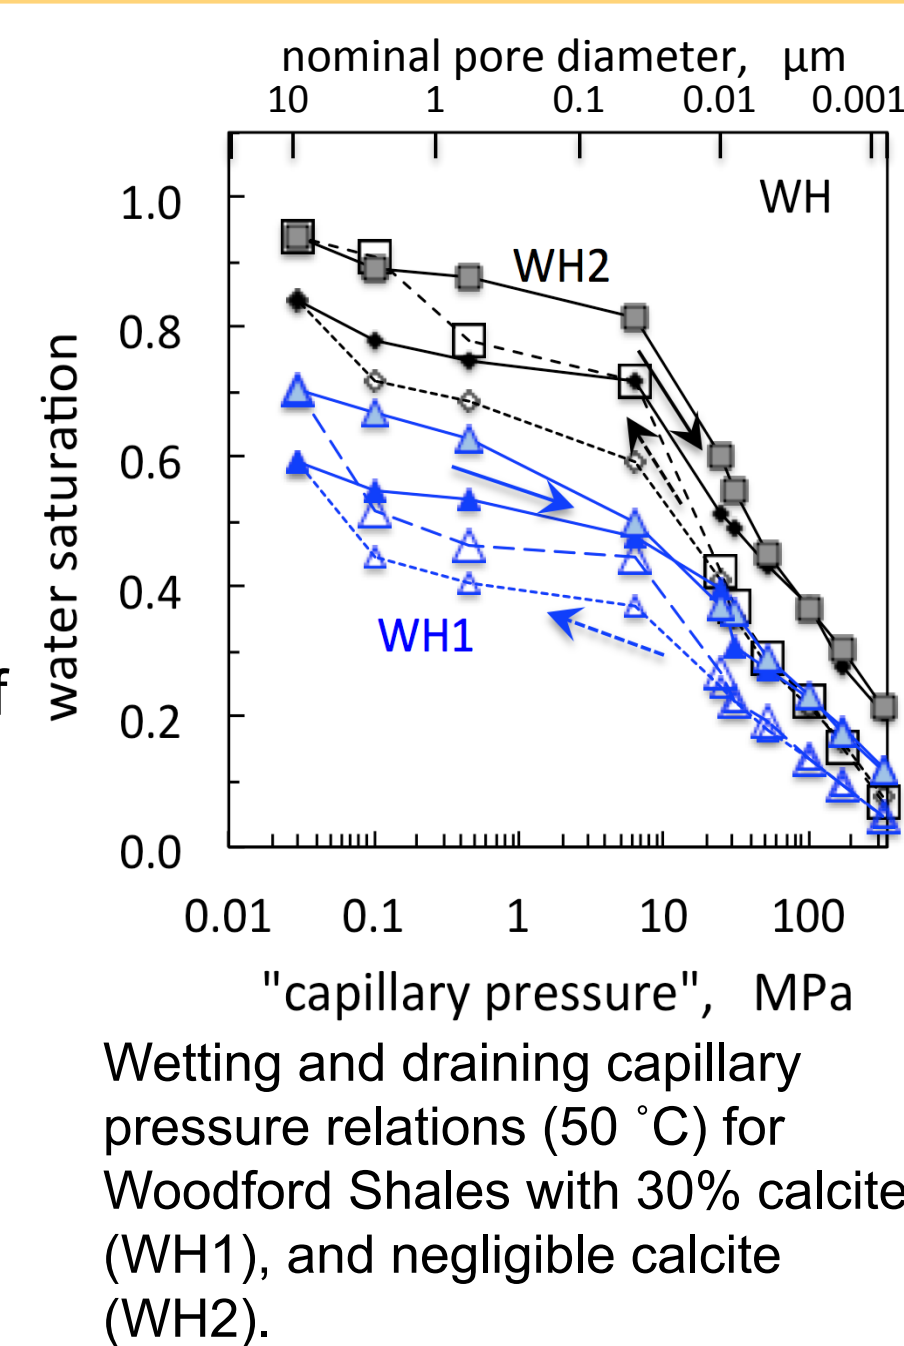 nominal pore diameter, μm
10 1 0.1 0.01 0.001
WH
1.0
WH2
0.8
0.6
0.4
WH1
0.2
0.0
water saturation
f
0.01 0.1 1 10 100
"capillary pressure", MPa
Wetting and draining capillary
pressure relations (50 ˚C) for
Woodford Shales with 30% calcite
(WH1), and negligible calcite
(WH2).